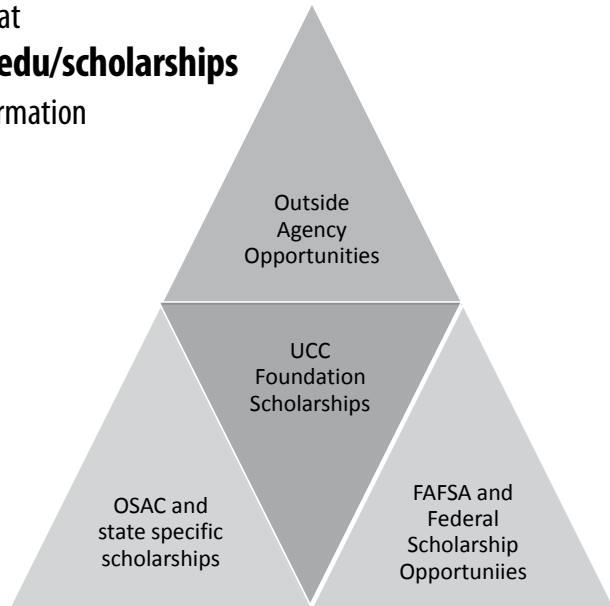 at
edu/scholarships
rmation
Outside
Agency
Opportunities
UCC
Foundation
Scholarships
OSAC and
state specific
scholarships
FAFSA and
Federal
Scholarship
Opportuniies